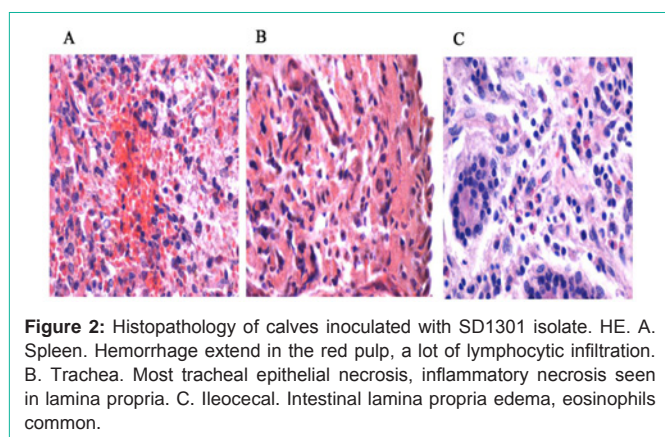 A B C
Figure 2: Histopathology of calves inoculated with SD1301 isolate. HE. A.
Spleen. Hemorrhage extend in the red pulp, a lot of lymphocytic infiltration.
B. Trachea. Most tracheal epithelial necrosis, inflammatory necrosis seen
in lamina propria. C. Ileocecal. Intestinal lamina propria edema, eosinophils
common.